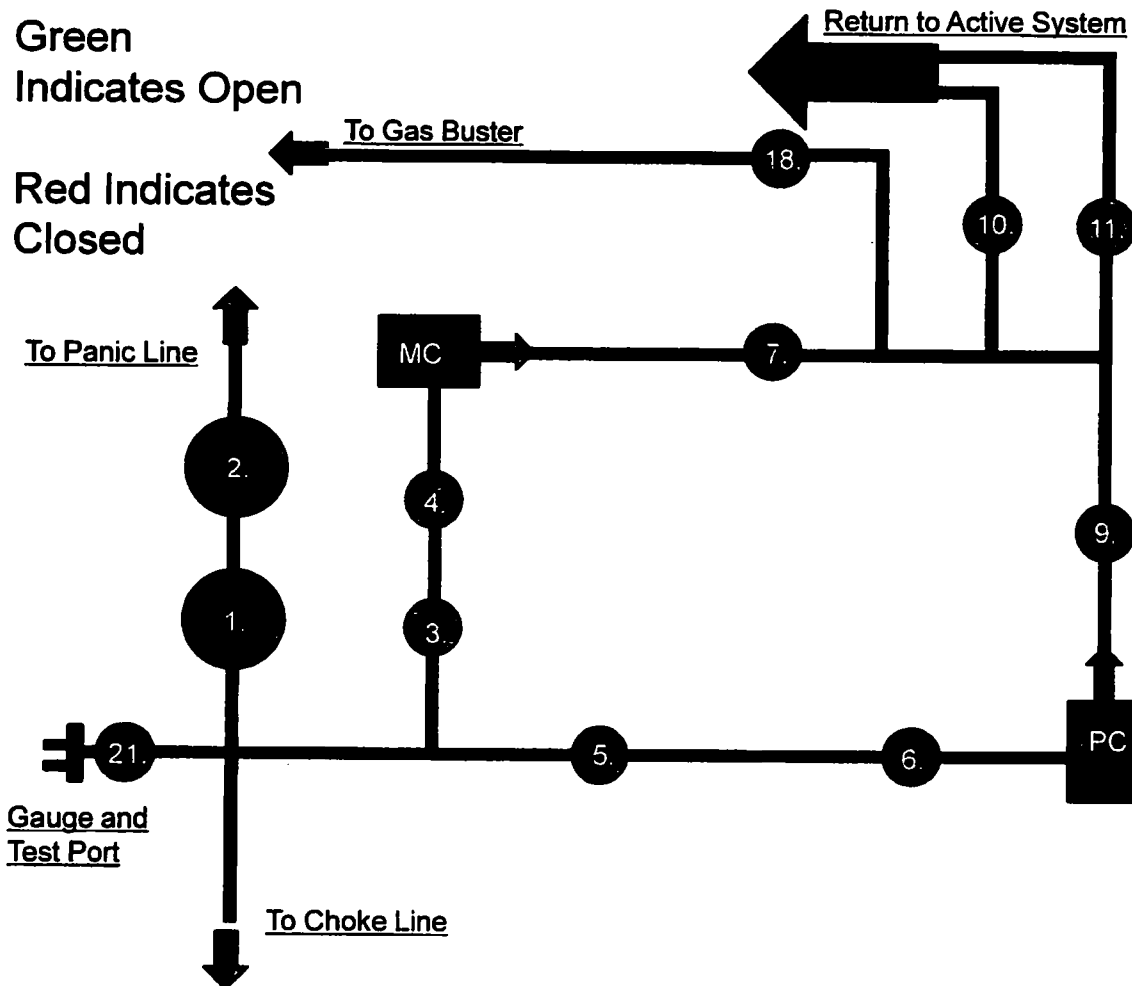 Green
Indicates Open
Return to Active System
To Gas Buster
18.
Red Indicates
Closed
10.
11.
To Panic Line
MC
7.
2.
4.
9.
1.
3.
21.
5.
6.
PC
Gauge and
Test Port
To Choke Line